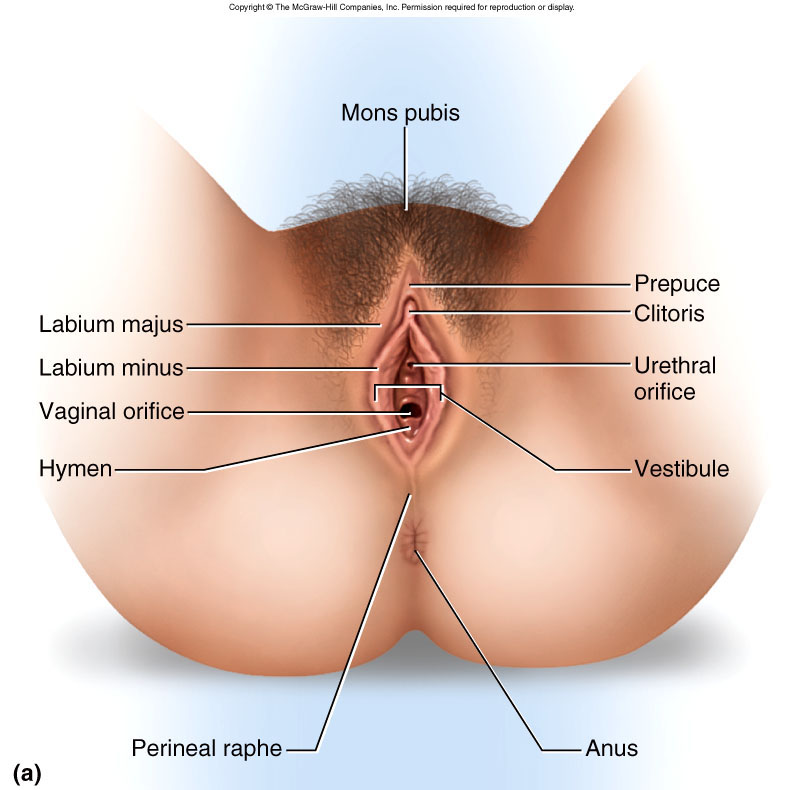 Copyright © The McGraw-Hill Companies, Inc. Permission required for reproduction or display.
Mons pubis
Prepuce
Clitoris
Labium majus
Urethral
orifice
Labium minus
Vaginal orifice
Hymen
Vestibule
Perineal raphe
Anus
(a)